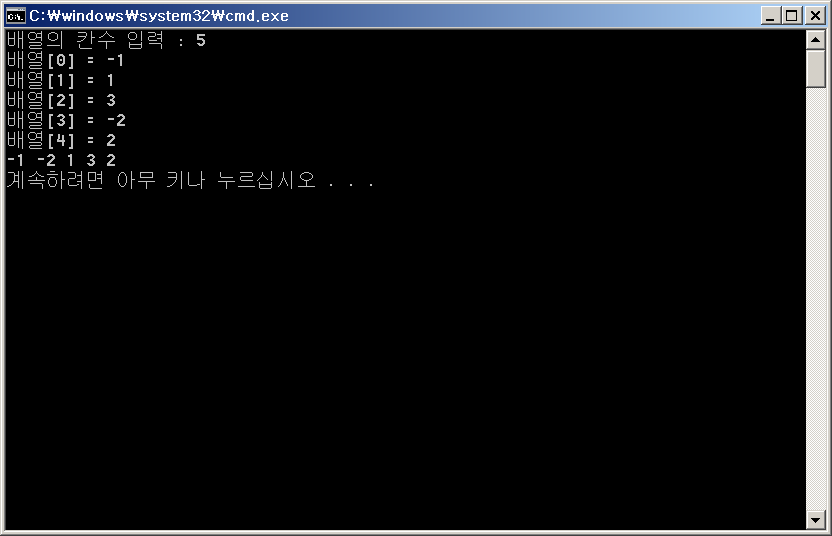 C:₩windows₩system32₩cmd.exe
배열의 칸수 입력 : 5
배열[0] = -1
배열[1] = 1
배열[2] = 3
배열[3] = -2
배열[4] = 2
-1 -2 1 3 2
계속하려면 아무 키나 누르십시오 . . .